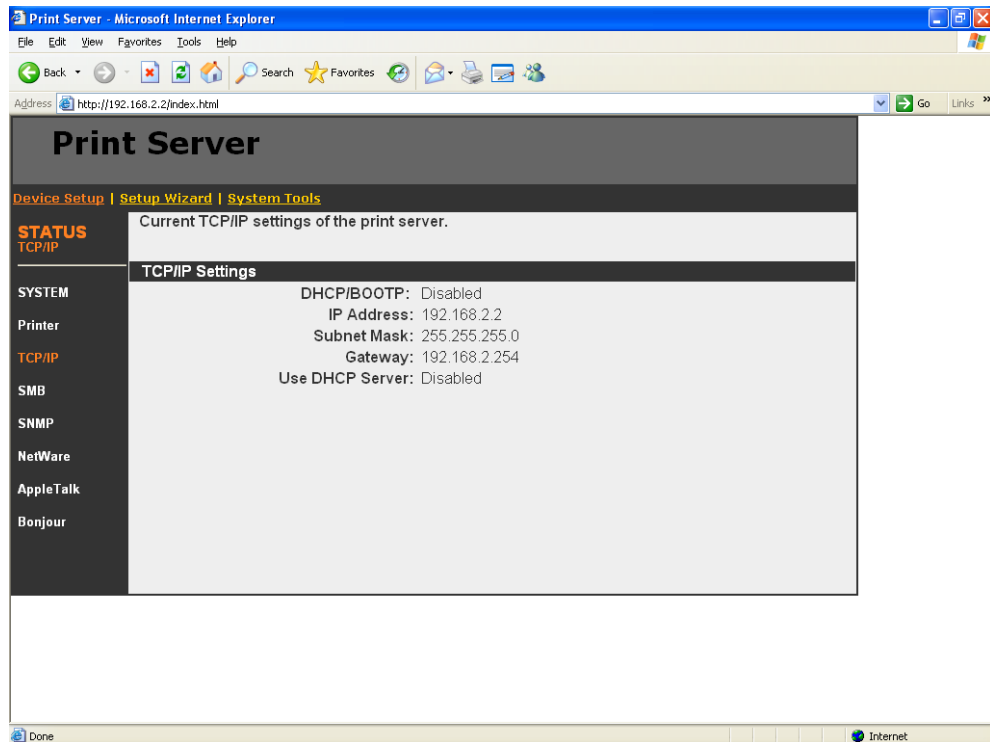 Print Server - Microsoft Internet Explorer
File Edit View Favorites Tools Help
Back Search Favorites
Address http://192.168.2.2/index.html Go Links »
Print Server
Device Setup | Setup Wizard | System Tools
STATUS
TCP/IP
Current TCP/IP settings of the print server.
TCP/IP Settings
DHCP/BOOTP: Disabled
IP Address: 192.168.2.2
Subnet Mask: 255.255.255.0
Gateway: 192.168.2.254
Use DHCP Server: Disabled
SYSTEM
Printer
TCP/IP
SMB
SNMP
NetWare
AppleTalk
Bonjour
Done Internet